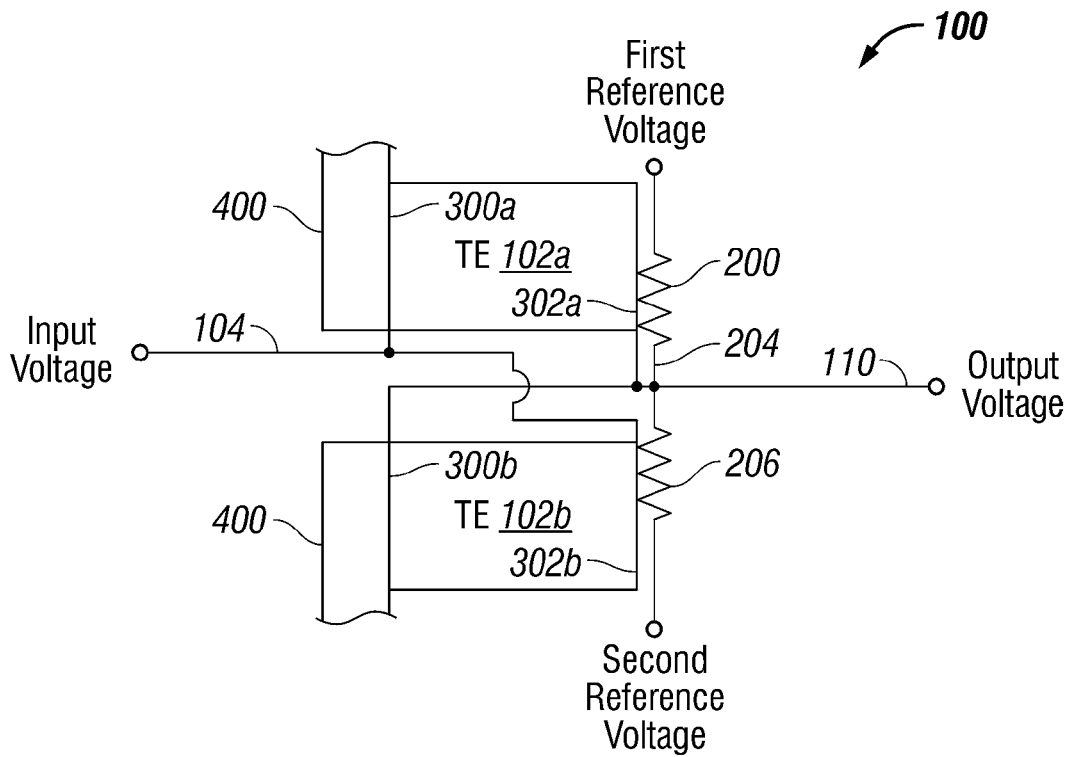 100
First
Reference
Voltage
400
300a
TE 102a
200
302a
Input
Voltage
104
204
110
Output
Voltage
300b
206
400
TE 102b
302b
Second
Reference
Voltage